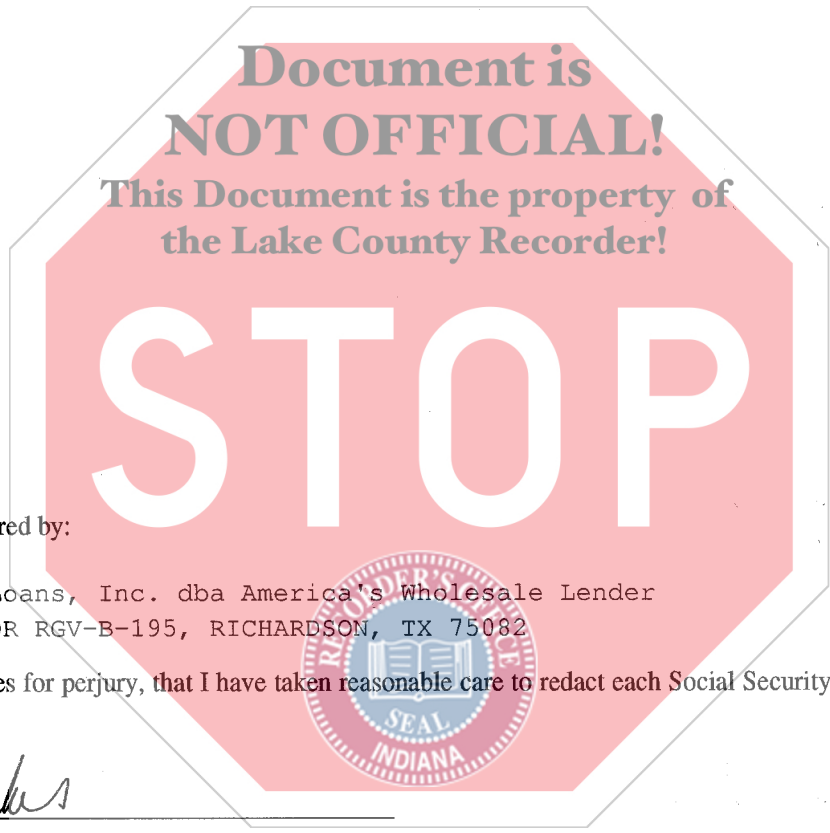 Document is
NOT OFFICIAL!
This Document is the property of
the Lake County Recorder!
STOP
red by:
oans, Inc. dba America's Wholesale Lender
R RGV-B-195, RICHARDSON, TX 75082
es for perjury, that I have taken reasonable care to redact each Social Security
RECORDER'S OFFICE
SEAL
INDIANA